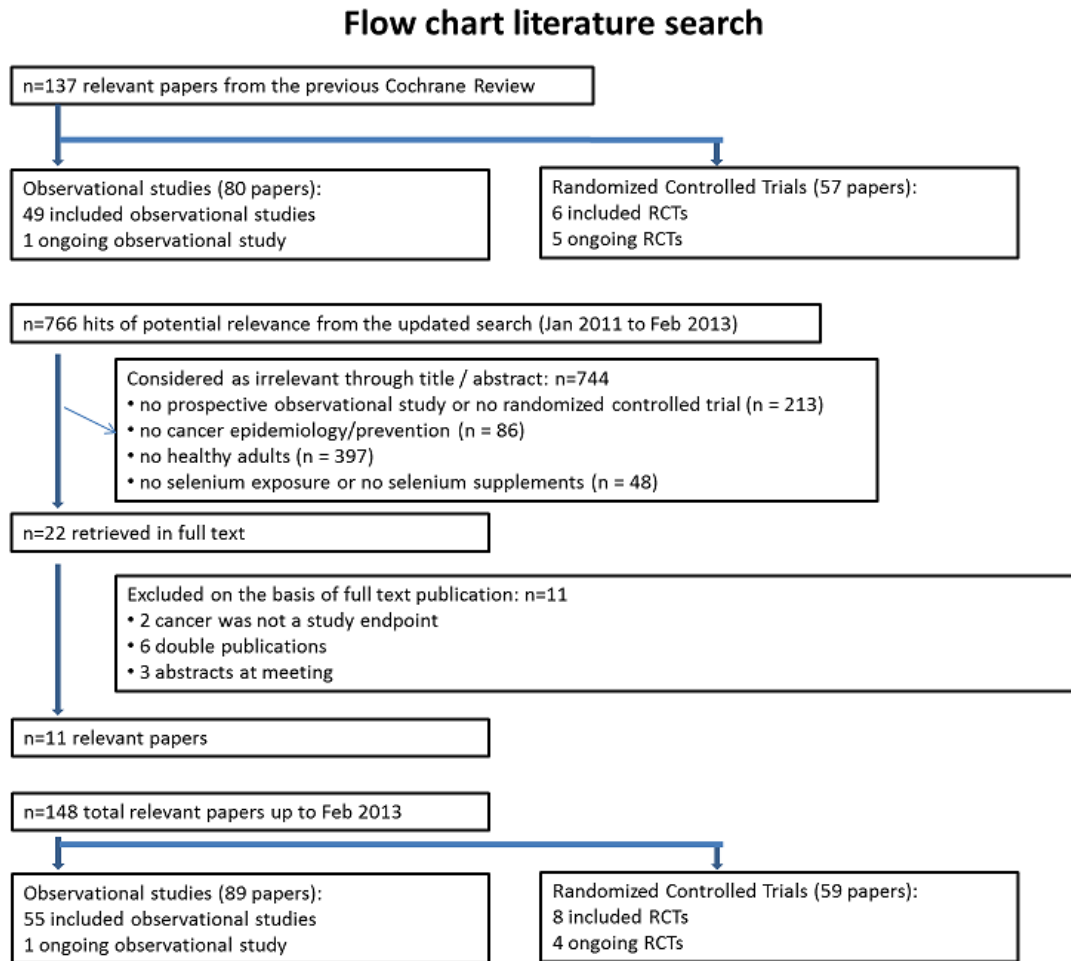 Flow chart literature search
n=137 relevant papers from the previous Cochrane Review
Observational studies (80 papers):
49 included observational studies
1 ongoing observational study
Randomized Controlled Trials (57 papers):
6 included RCTs
5 ongoing RCTs
n=766 hits of potential relevance from the updated search (Jan 2011 to Feb 2013)
Considered as irrelevant through title / abstract: n=744
• no prospective observational study or no randomized controlled trial (n = 213)
• no cancer epidemiology/prevention (n = 86)
• no healthy adults (n = 397)
• no selenium exposure or no selenium supplements (n = 48)
n=22 retrieved in full text
Excluded on the basis of full text publication: n=11
• 2 cancer was not a study endpoint
• 6 double publications
• 3 abstracts at meeting
n=11 relevant papers
n=148 total relevant papers up to Feb 2013
Observational studies (89 papers):
55 included observational studies
1 ongoing observational study
Randomized Controlled Trials (59 papers):
8 included RCTs
4 ongoing RCTs